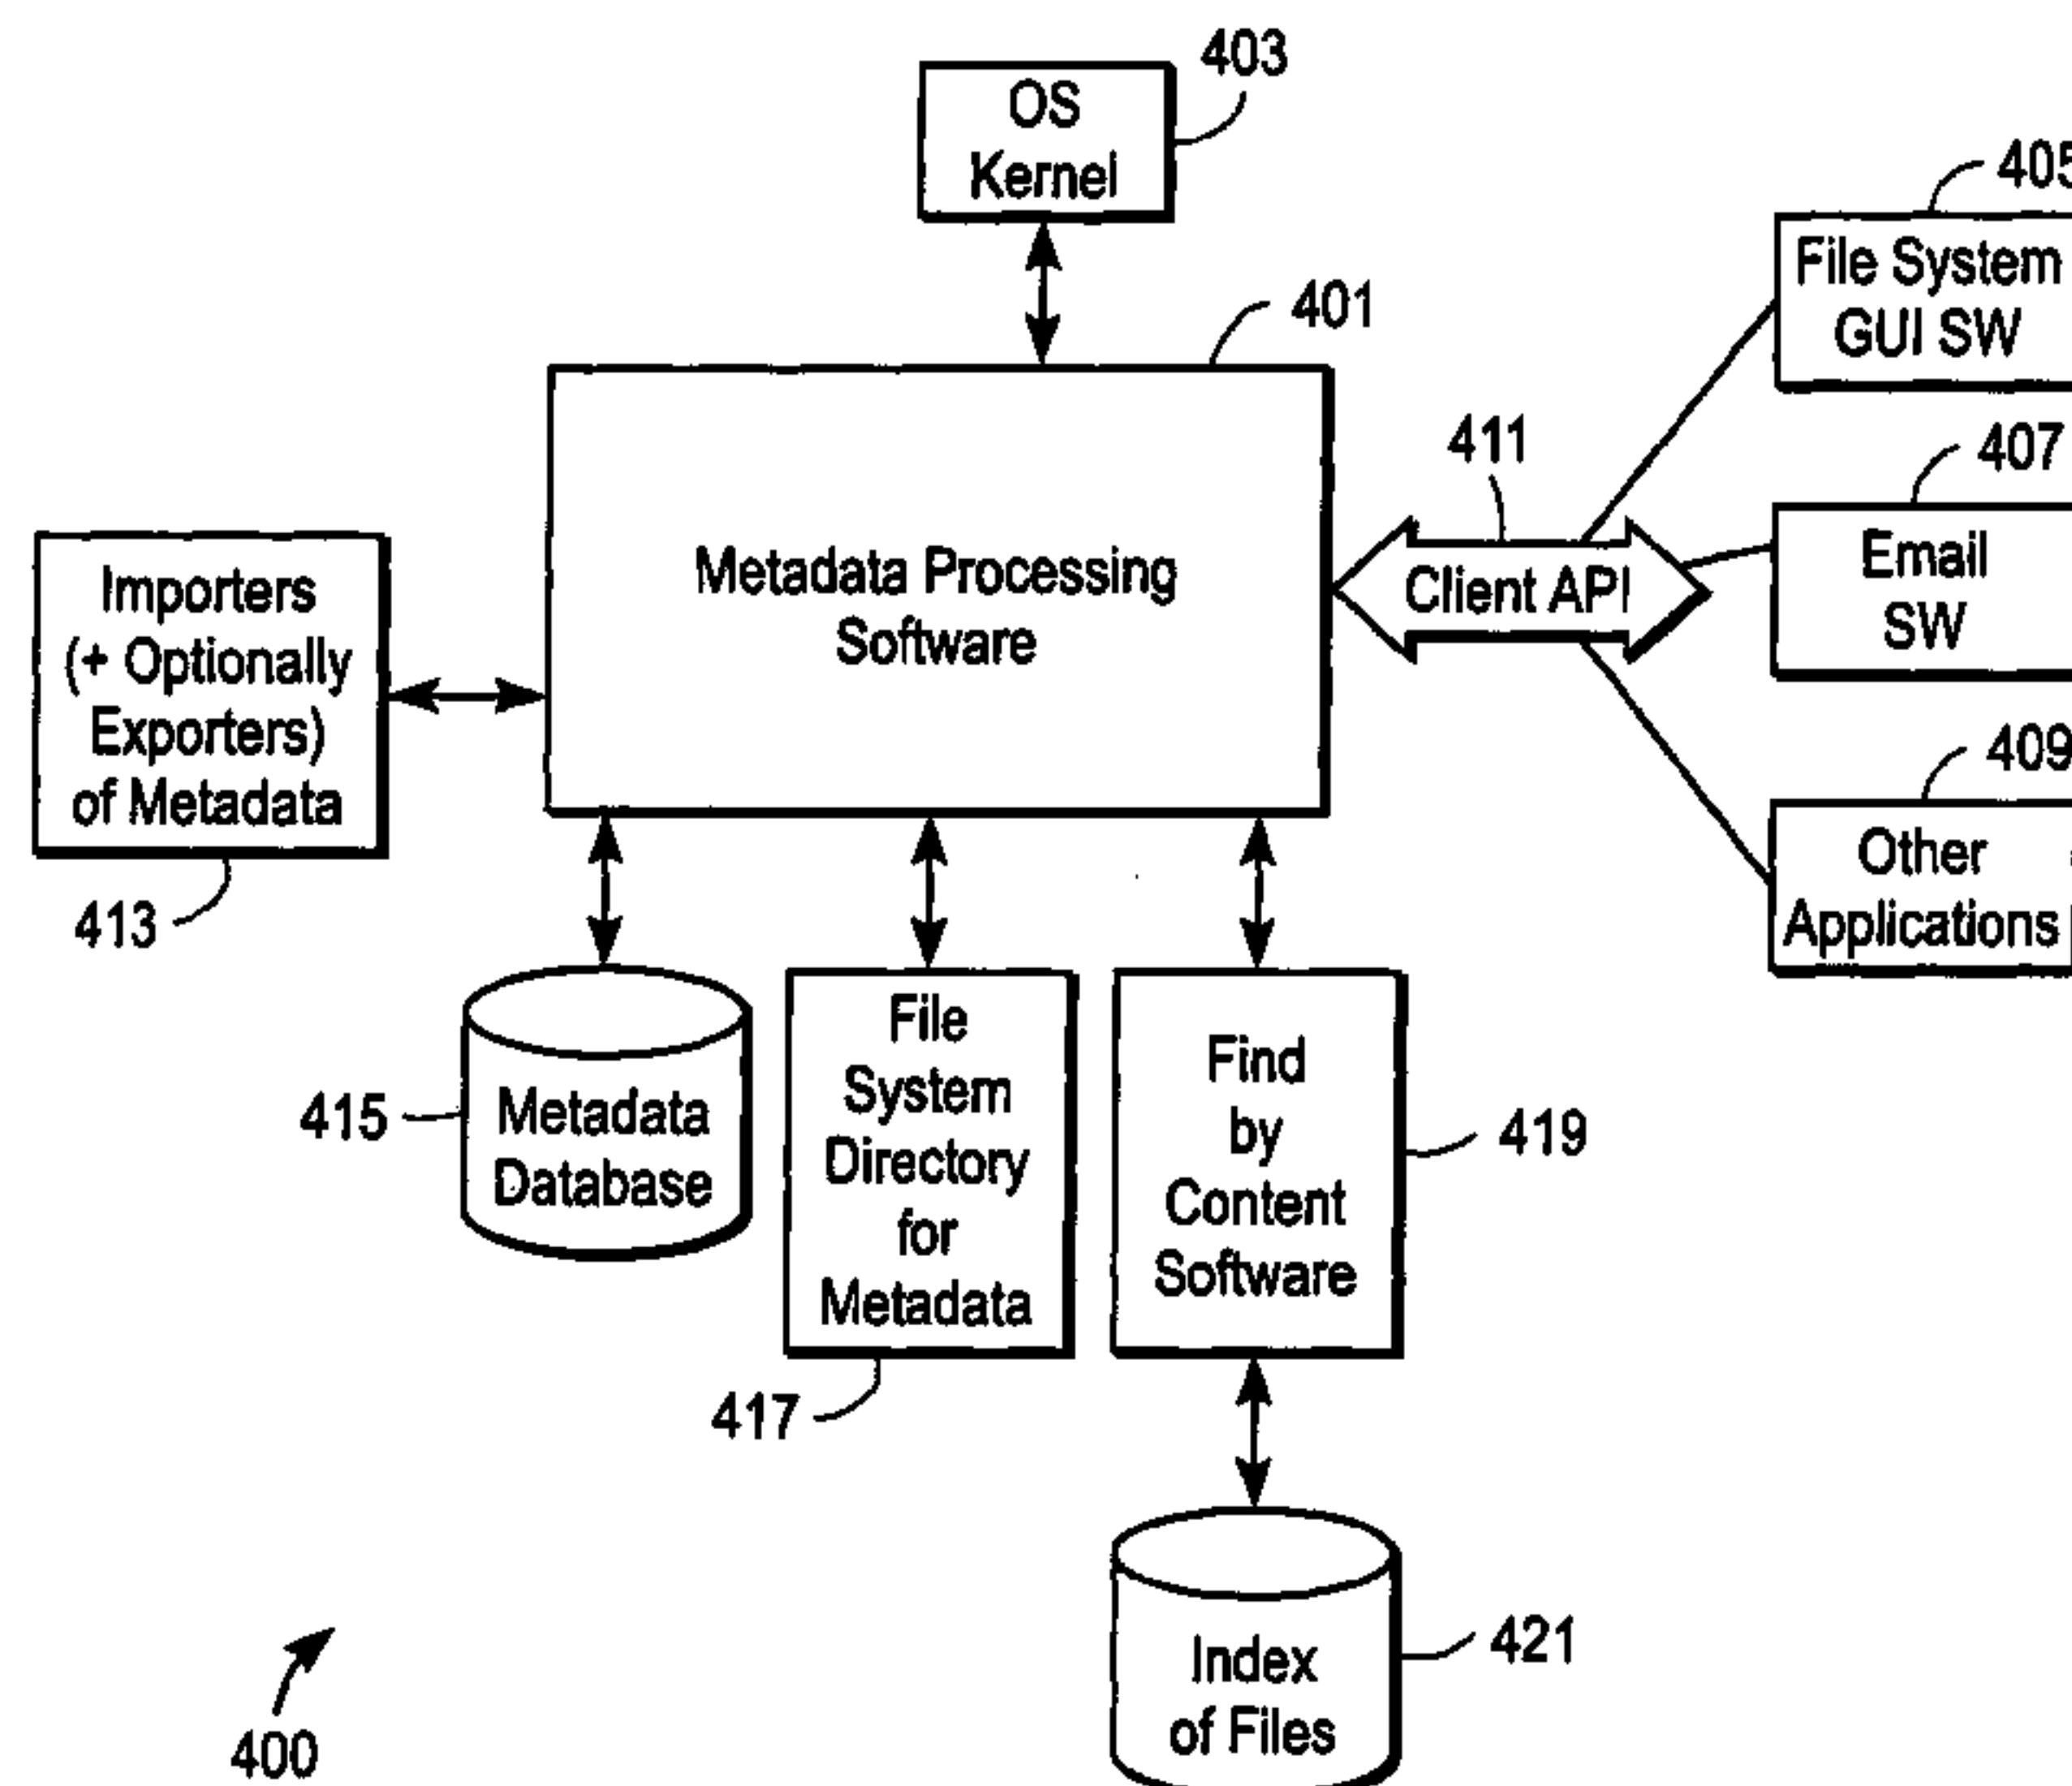 403
OS
Kernel
405
File System
GUI SW
401
411
407
Email
SW
Client API
Metadata Processing
Software
Importers
(+ Optionally
Exporters)
of Metadata
413
409
Other
Applications
415
Metadata
Database
File
System
Directory
for
Metadata
417
Find
by
Content
Software
419
421
Index
of Files
400